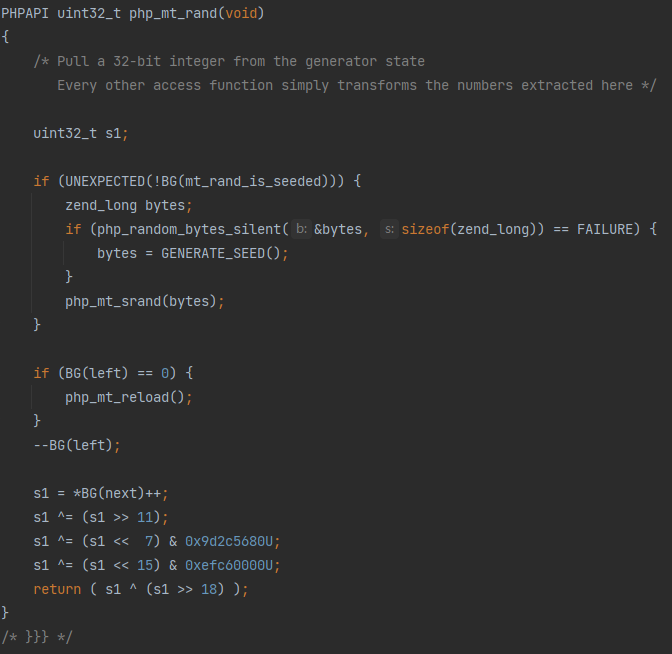 PHPAPI uint32_t php_mt_rand(void)
{
    /* Pull a 32-bit integer from the generator state
       Every other access function simply transforms the numbers extracted here */

    uint32_t s1;

    if (UNEXPECTED(!BG(mt_rand_is_seeded))) {
        zend_long bytes;
        if (php_random_bytes_silent( b: &bytes, s: sizeof(zend_long)) == FAILURE) {
            bytes = GENERATE_SEED();
        }
        php_mt_srand(bytes);
    }

    if (BG(left) == 0) {
        php_mt_reload();
    }
    --BG(left);

    s1 = *BG(next)++;
    s1 ^= (s1 >> 11);
    s1 ^= (s1 <<  7) & 0x9d2c5680U;
    s1 ^= (s1 << 15) & 0xefc60000U;
    return ( s1 ^ (s1 >> 18) );
}
/* }}} */